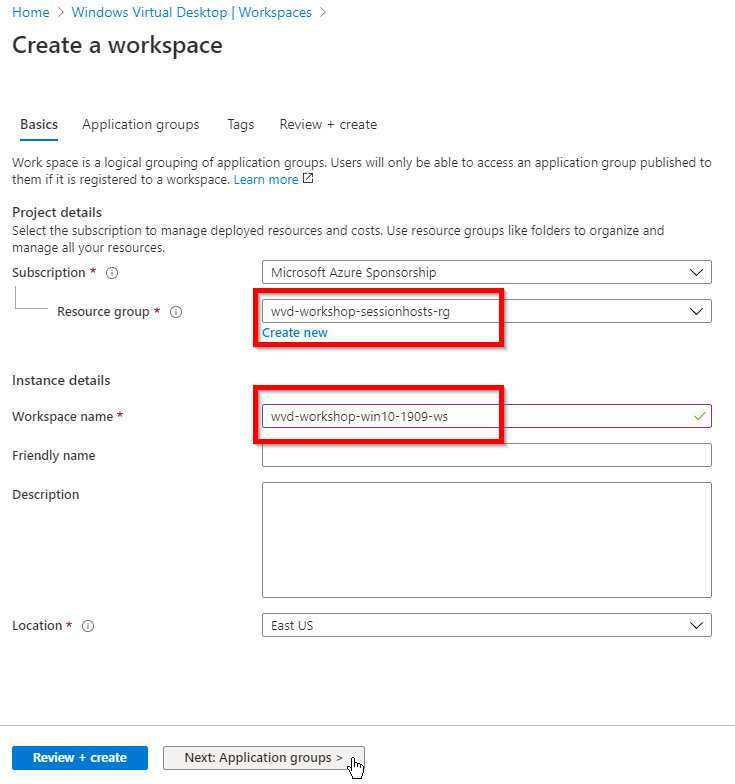 Home > Windows Virtual Desktop | Workspaces >
Create a workspace
Basics Application groups Tags Review + create
Work space is a logical grouping of application groups. Users will only be able to access an application group published to
them if it is registered to a workspace. Learn more
Project details
Select the subscription to manage deployed resources and costs. Use resource groups like folders to organize and
manage all your resources.
Subscription * Microsoft Azure Sponsorship
Resource group * wvd-workshop-sessionhosts-rg
Create new
Instance details
Workspace name * wvd-workshop-win10-1909-ws
Friendly name
Description
Location * East US
Review + create Next: Application groups >